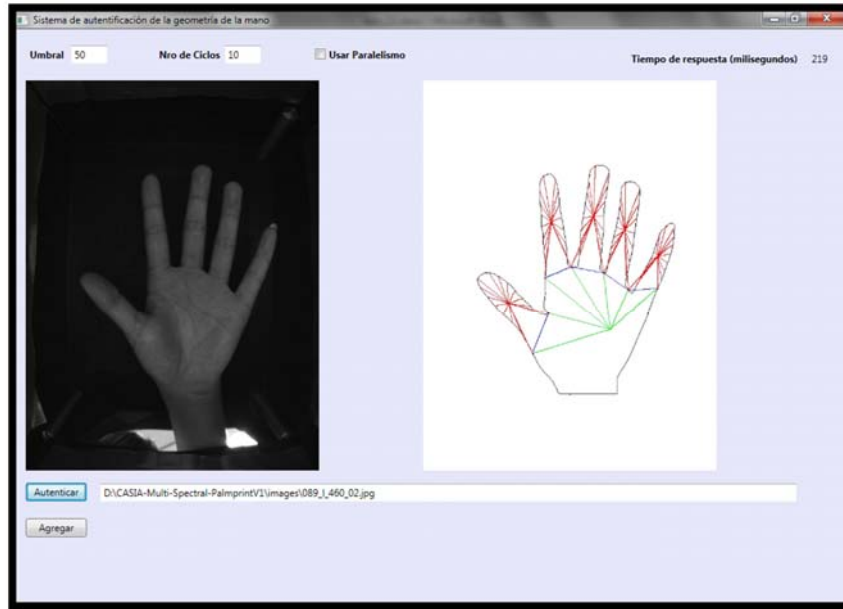 Sistema de autentificación de la geometría de la mano
Umbral 50 Nro de Ciclos 10 Usar Paralelismo Tiempo de respuesta (milisegundos) 219
Autenticar D:\CASIA-Multi-Spectral-PalmprintV1\images\089_l_460_02.jpg
Agregar